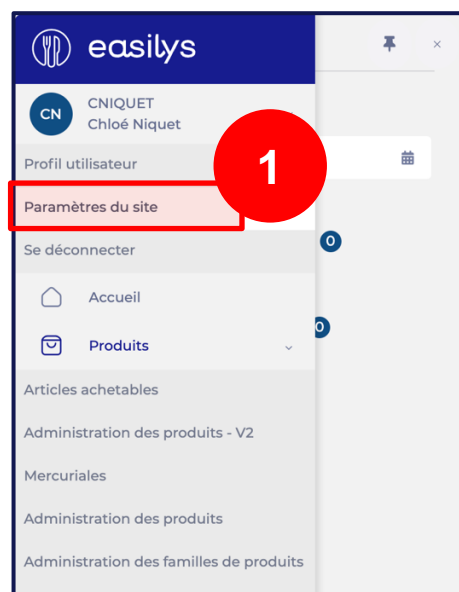 easilys
CN
CNIQUET
Chloé Niquet
Profil utilisateur
1
Paramètres du site
Se déconnecter
0
Accueil
Produits
0
Articles achetables
Administration des produits - V2
Mercuriales
Administration des produits
Administration des familles de produits